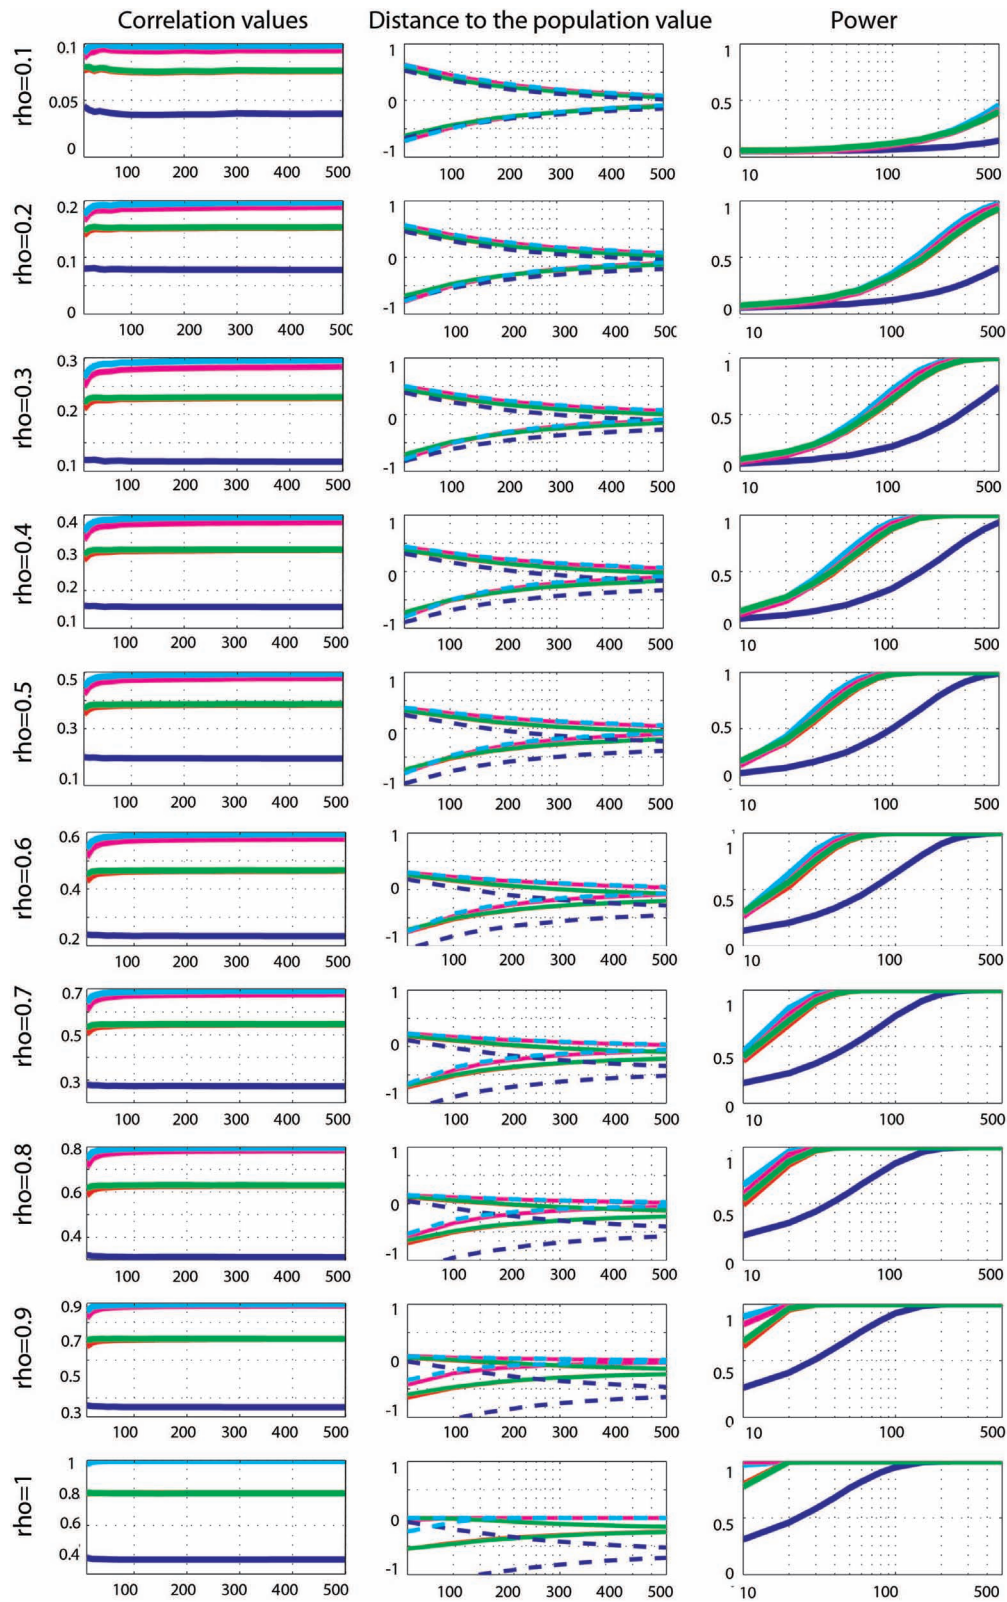 Correlation values Distance to the population value Power
rho=0.1
0.1 1
0.05 0 0.5
0 -1 0
100 200 300 400 500 100 200 300 400 500 10 100 500
rho=0.2
0.2 1 1
0.1 0 0.5
0 -1 0
100 200 300 400 500 100 200 300 400 500 10 100 500
rho=0.3
0.3 1
0.2 0 0.5
0.1 -1 0
100 200 300 400 500 100 200 300 400 500 10 100 500
rho=0.4
0.4 1 1
0.3 0 0.5
0.2
0.1 -1 0
100 200 300 400 500 100 200 300 400 500 10 100 500
rho=0.5
0.5 1 1
0.3 0 0.5
0.1 -1 0
100 200 300 400 500 100 200 300 400 500 10 100 500
rho=0.6
0.6 1 1
0.4 0 0.5
0.2 -1 0
100 200 300 400 500 100 200 300 400 500 10 100 500
rho=0.7
0.7 1 1
0.5 0 0.5
0.3 -1 0
100 200 300 400 500 100 200 300 400 500 10 100 500
rho=0.8
0.8 1 1
0.6 0 0.5
0.4 -1 0
100 200 300 400 500 100 200 300 400 500 10 100 500
rho=0.9
0.9 1 1
0.7 0 0.5
0.5
0.3 -1 0
100 200 300 400 500 100 200 300 400 500 10 100 500
rho=1
1 1 1
0.8 0 0.5
0.6
0.4 -1 0
100 200 300 400 500 100 200 300 400 500 10 100 500